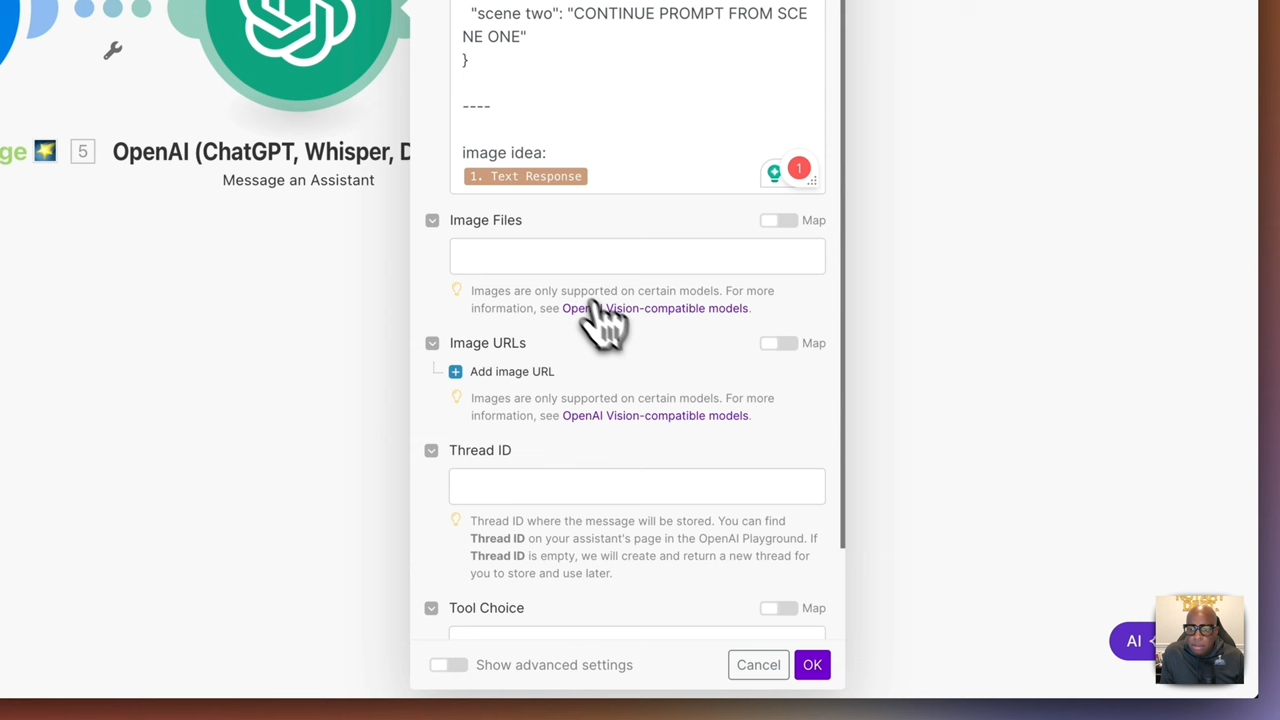 "scene two": "CONTINUE PROMPT FROM SCE
NE ONE"
}
----
image idea:
1. Text Response
1
ge
5
OpenAI (ChatGPT, Whisper, D
Message an Assistant
Image Files
Map
Images are only supported on certain models. For more
information, see OpenAI Vision-compatible models.
Image URLs
Map
Add image URL
Images are only supported on certain models. For more
information, see OpenAI Vision-compatible models.
Thread ID
Thread ID where the message will be stored. You can find
Thread ID on your assistant's page in the OpenAI Playground. If
Thread ID is empty, we will create and return a new thread for
you to store and use later.
Tool Choice
Map
Show advanced settings
Cancel
OK
AI